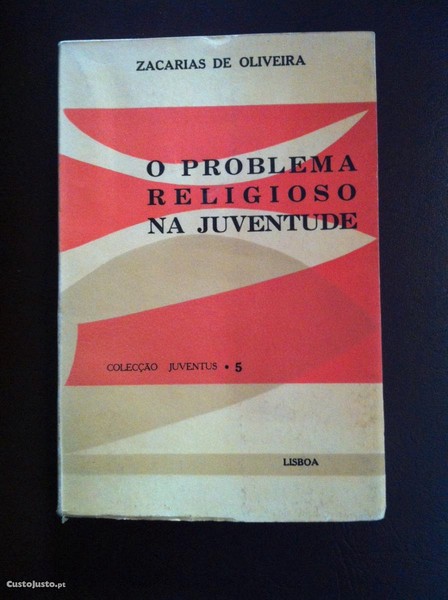 ZACARIAS DE OLIVEIRA
O PROBLEMA
RELIGIOSO
NA JUVENTUDE
COLECÇÃO JUVENTUS • 5
LISBOA
CustoJusto.pt